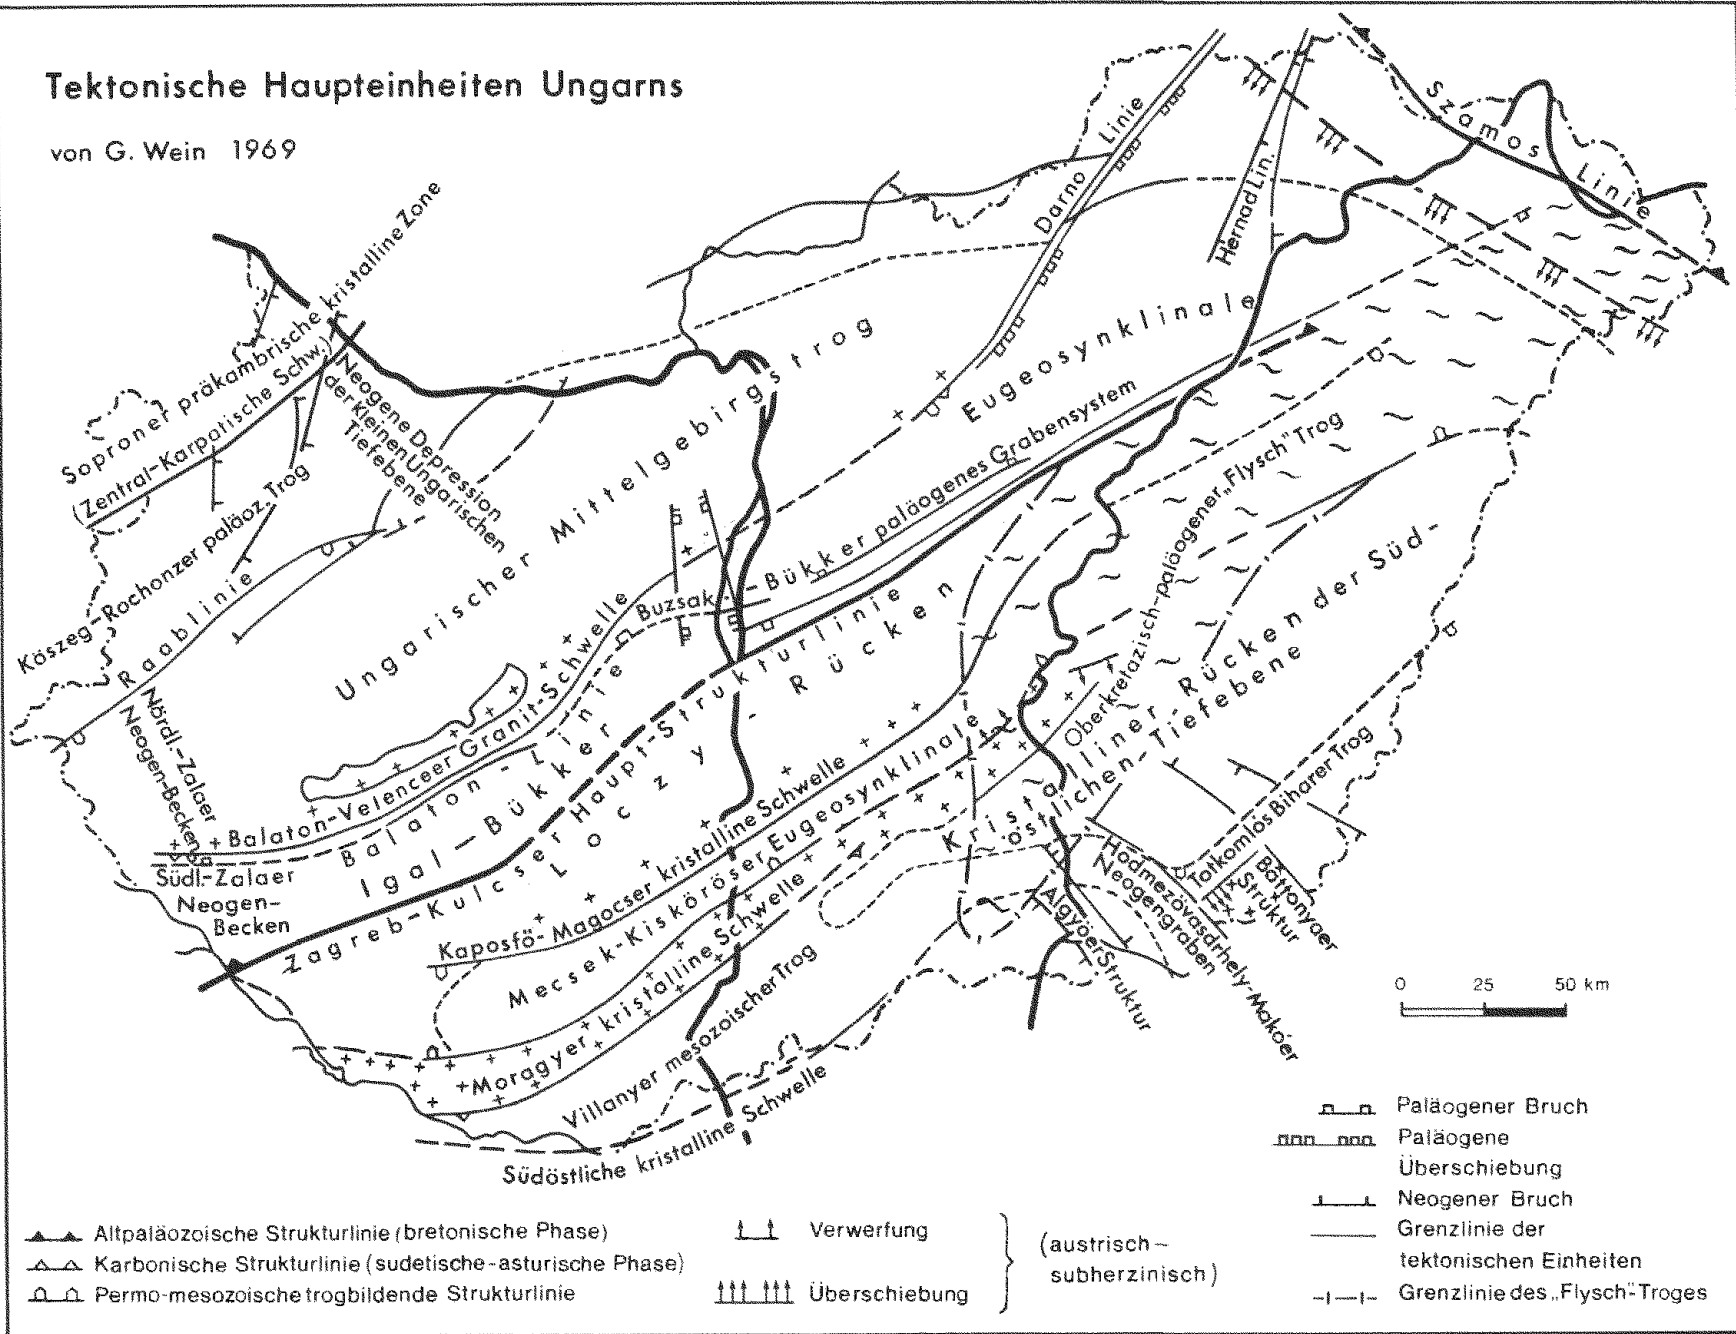 Tektonische Haupteinheiten Ungarns
von G. Wein 1969
Soproner präkambrische kristalline Zone
(Zentral-Karpatische Schw.)
Köszeg-Rochonzer paläoz. Trog
Raablinie
Neogene Depression
der kleinen Ungarischen
Tiefebene
Nördl.-Zalaer
Neogen-Becken
Ungarischer Mittelgebirgstrog
Darno Linie
Hernad Lin.
Szamos Linie
Eugeosynklinale
Buzsak-Bükker paläogenes Grabensystem
Balaton-Velenceer Granit-Schwelle
Balaton-Linie
Igal-Bükker
Südl.-Zalaer
Neogen-
Becken
Zagreb-Kulcser Haupt-Strukturlinie
Loczy-Rücken
Kaposfö-Magocser kristalline Schwelle
Mecsek-Kisköröser Eugeosynklinale
Moragyer kristalline Schwelle
Villanyer mesozoischer Trog
Südöstliche kristalline Schwelle
Oberkretazisch-paläogener „Flysch" Trog
Kristalliner-Rücken der Süd-
östlichen-Tiefebene
Totkomlós Biharer Trog
Battonyaer
Struktur
Hódmezövasdrhely-Makóer
Neogengraben
Algyöer Struktur
0 25 50 km
Altpaläozoische Strukturlinie (bretonische Phase)
Karbonische Strukturlinie (sudetische-asturische Phase)
Permo-mesozoische trogbildende Strukturlinie
Verwerfung
Überschiebung
(austrisch-
subherzinisch)
Paläogener Bruch
Paläogene
Überschiebung
Neogener Bruch
Grenzlinie der
tektonischen Einheiten
Grenzlinie des „Flysch"-Troges